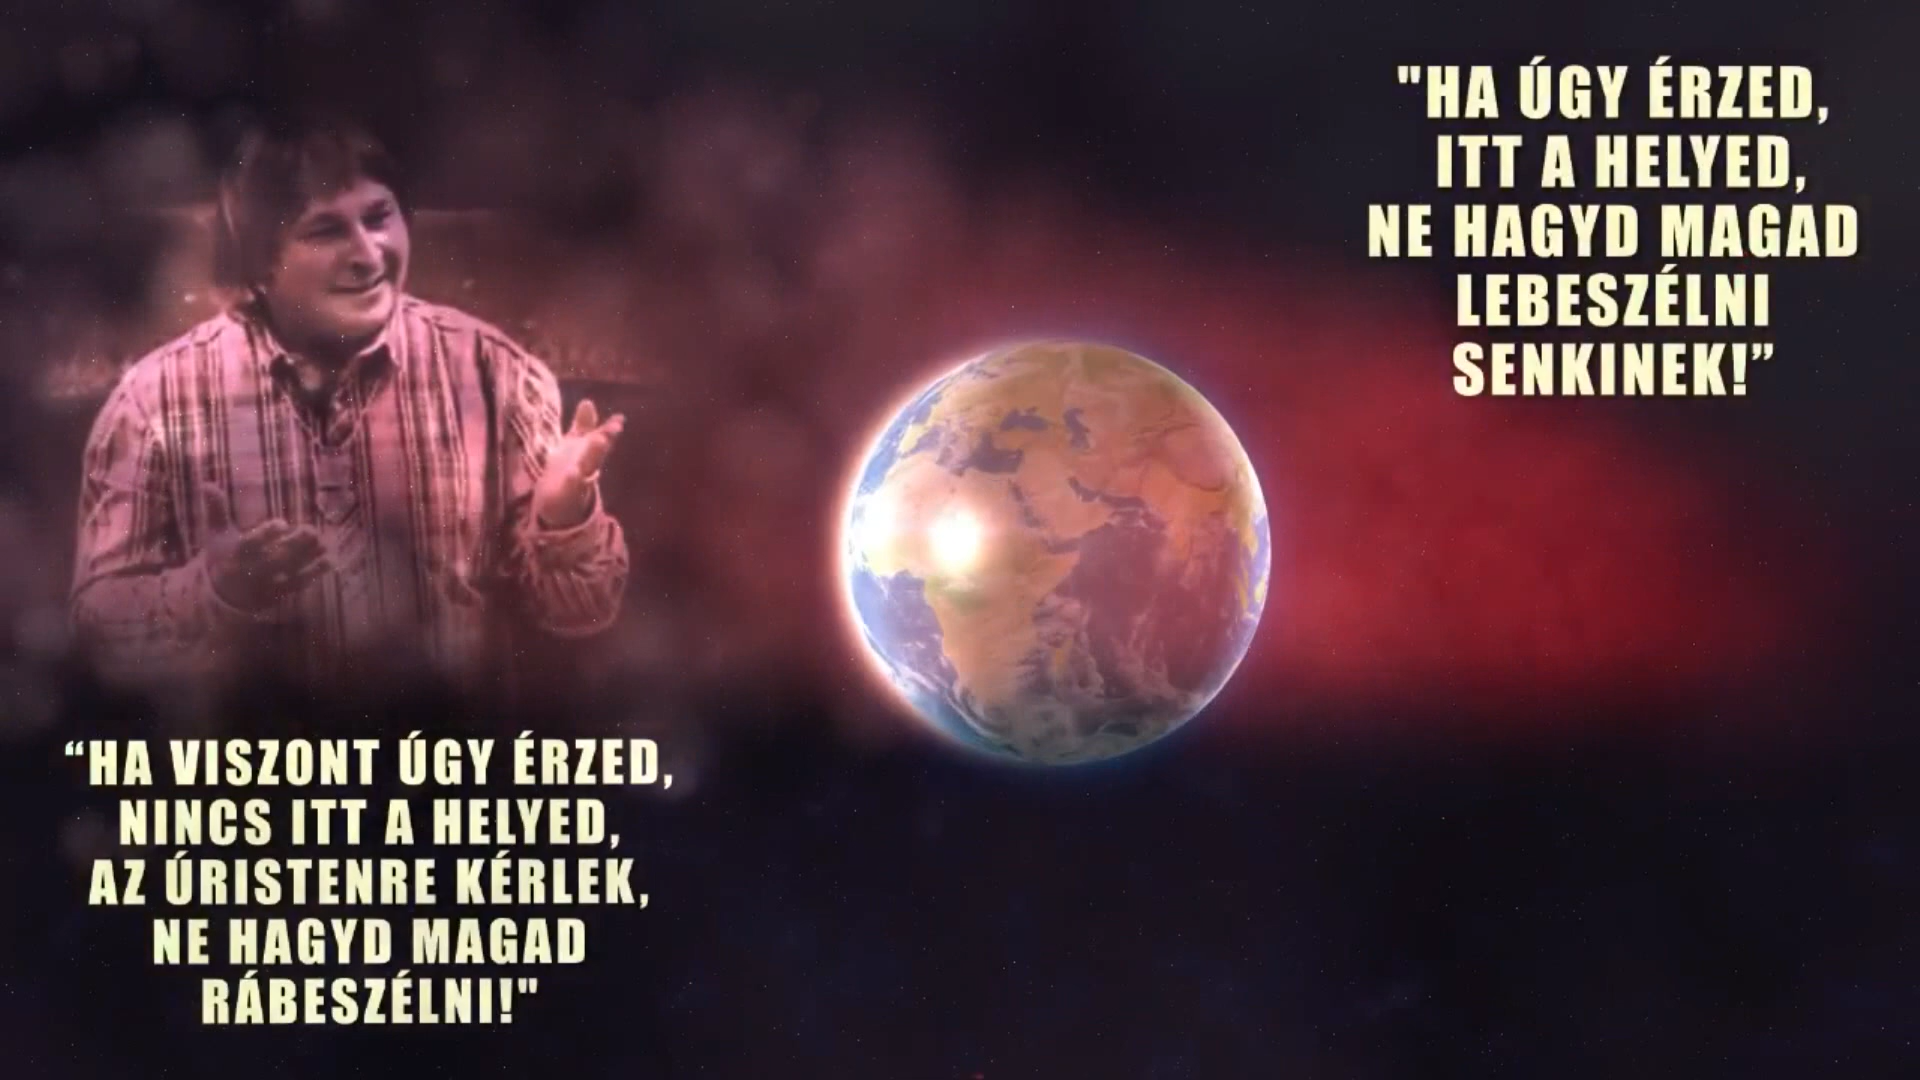 "HA ÚGY ÉRZED,
ITT A HELYED,
NE HAGYD MAGAD
LEBESZÉLNI
SENKINEK!”
“HA VISZONT ÚGY ÉRZED,
NINCS ITT A HELYED,
AZ ÚRISTENRE KÉRLEK,
NE HAGYD MAGAD
RÁBESZÉLNI!"